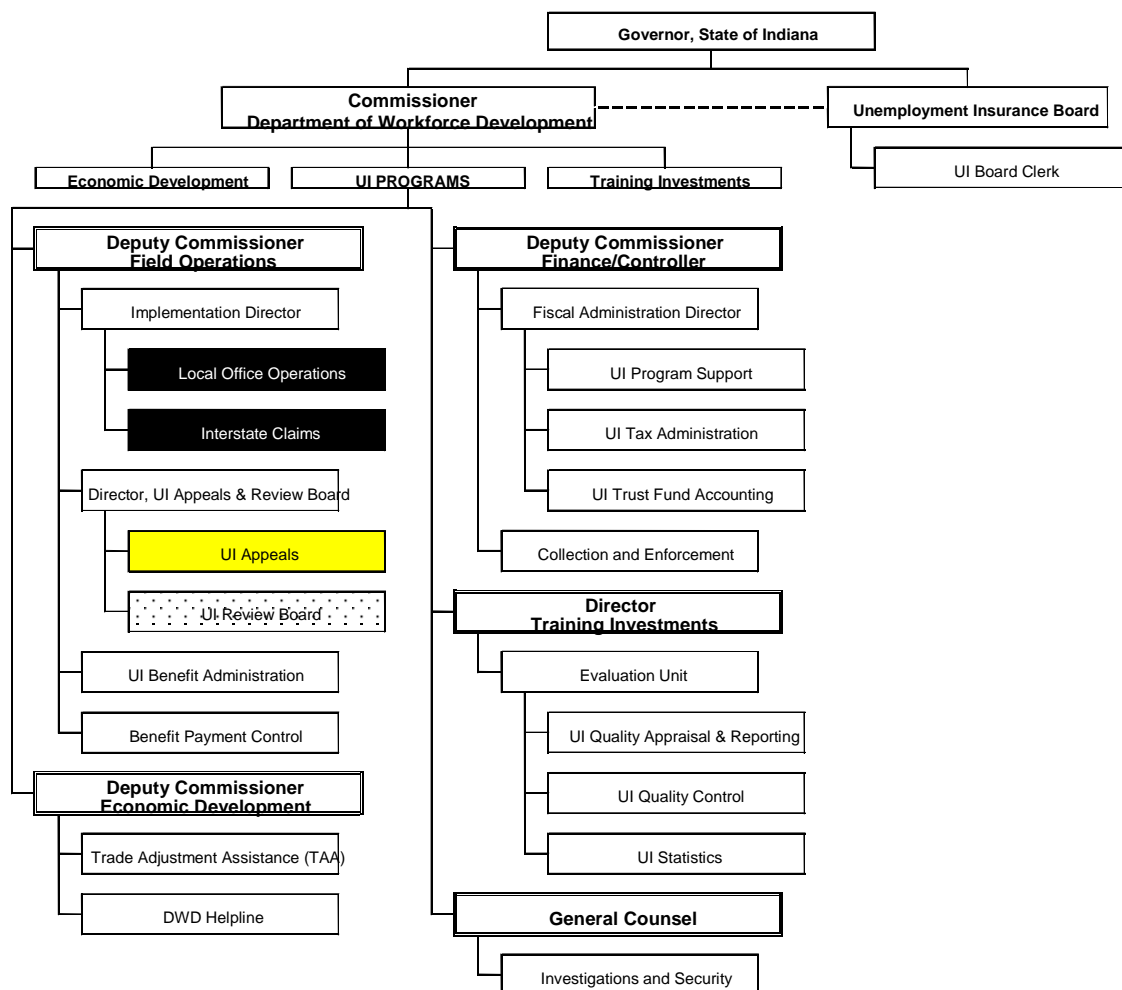 Governor, State of Indiana
Commissioner
Department of Workforce Development
Unemployment Insurance Board
UI Board Clerk
Economic Development
UI PROGRAMS
Training Investments
Deputy Commissioner
Field Operations
Implementation Director
Local Office Operations
Interstate Claims
Director, UI Appeals & Review Board
UI Appeals
UI Review Board
UI Benefit Administration
Benefit Payment Control
Deputy Commissioner
Economic Development
Trade Adjustment Assistance (TAA)
DWD Helpline
Deputy Commissioner
Finance/Controller
Fiscal Administration Director
UI Program Support
UI Tax Administration
UI Trust Fund Accounting
Collection and Enforcement
Director
Training Investments
Evaluation Unit
UI Quality Appraisal & Reporting
UI Quality Control
UI Statistics
General Counsel
Investigations and Security